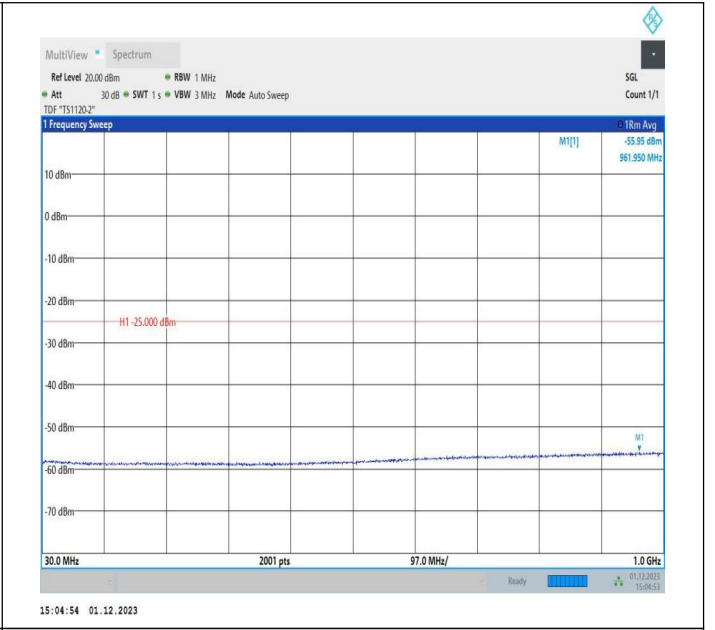 MultiView Spectrum
Ref Level 20.00 dBm RBW 1 MHz SGL
Att 30 dB SWT 1 s VBW 3 MHz Mode Auto Sweep Count 1/1
TDF "TS1120-2"
1 Frequency Sweep 1Rm Avg
M1[1] -55.95 dBm
961.950 MHz
10 dBm
0 dBm
-10 dBm
-20 dBm
H1 -25.000 dBm
-30 dBm
-40 dBm
-50 dBm
M1
-60 dBm
-70 dBm
30.0 MHz 2001 pts 97.0 MHz/ 1.0 GHz
Ready 01.12.2023
15:04:53
15:04:54 01.12.2023